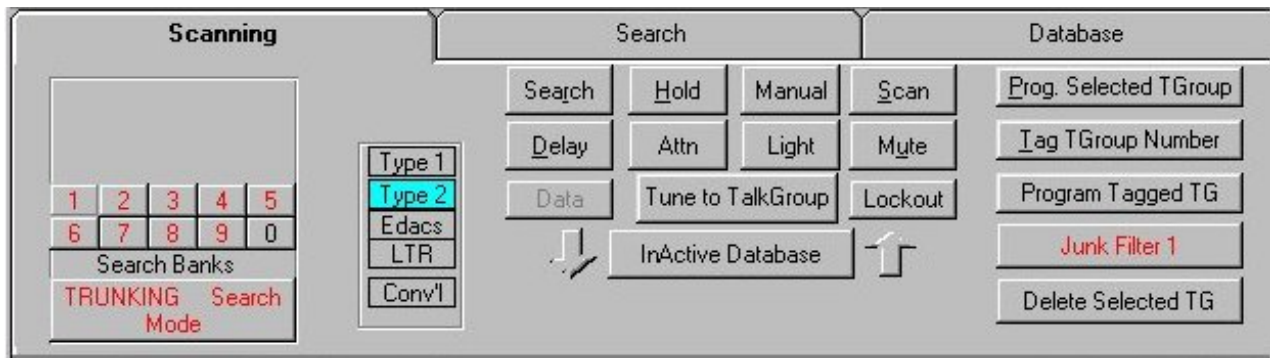 Scanning Search Database
Search Hold Manual Scan Prog. Selected TGroup
Delay Attn Light Mute Tag TGroup Number
Type 1
Type 2
Edacs
LTR
Conv'l
Data Tune to TalkGroup Lockout Program Tagged TG
1 2 3 4 5
6 7 8 9 0
Search Banks
TRUNKING Search
Mode
InActive Database Junk Filter 1
Delete Selected TG